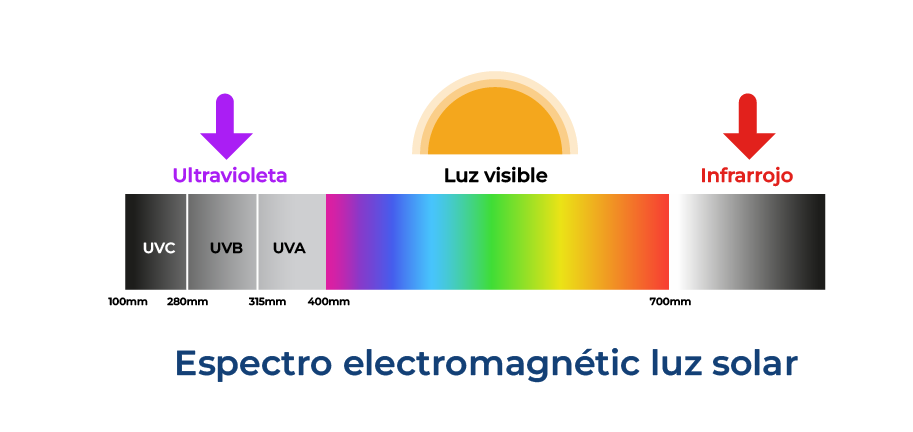 Ultravioleta
Luz visible
Infrarrojo
UVC
UVB
UVA
100mm
280mm
315mm
400mm
700mm
Espectro electromagnétic luz solar